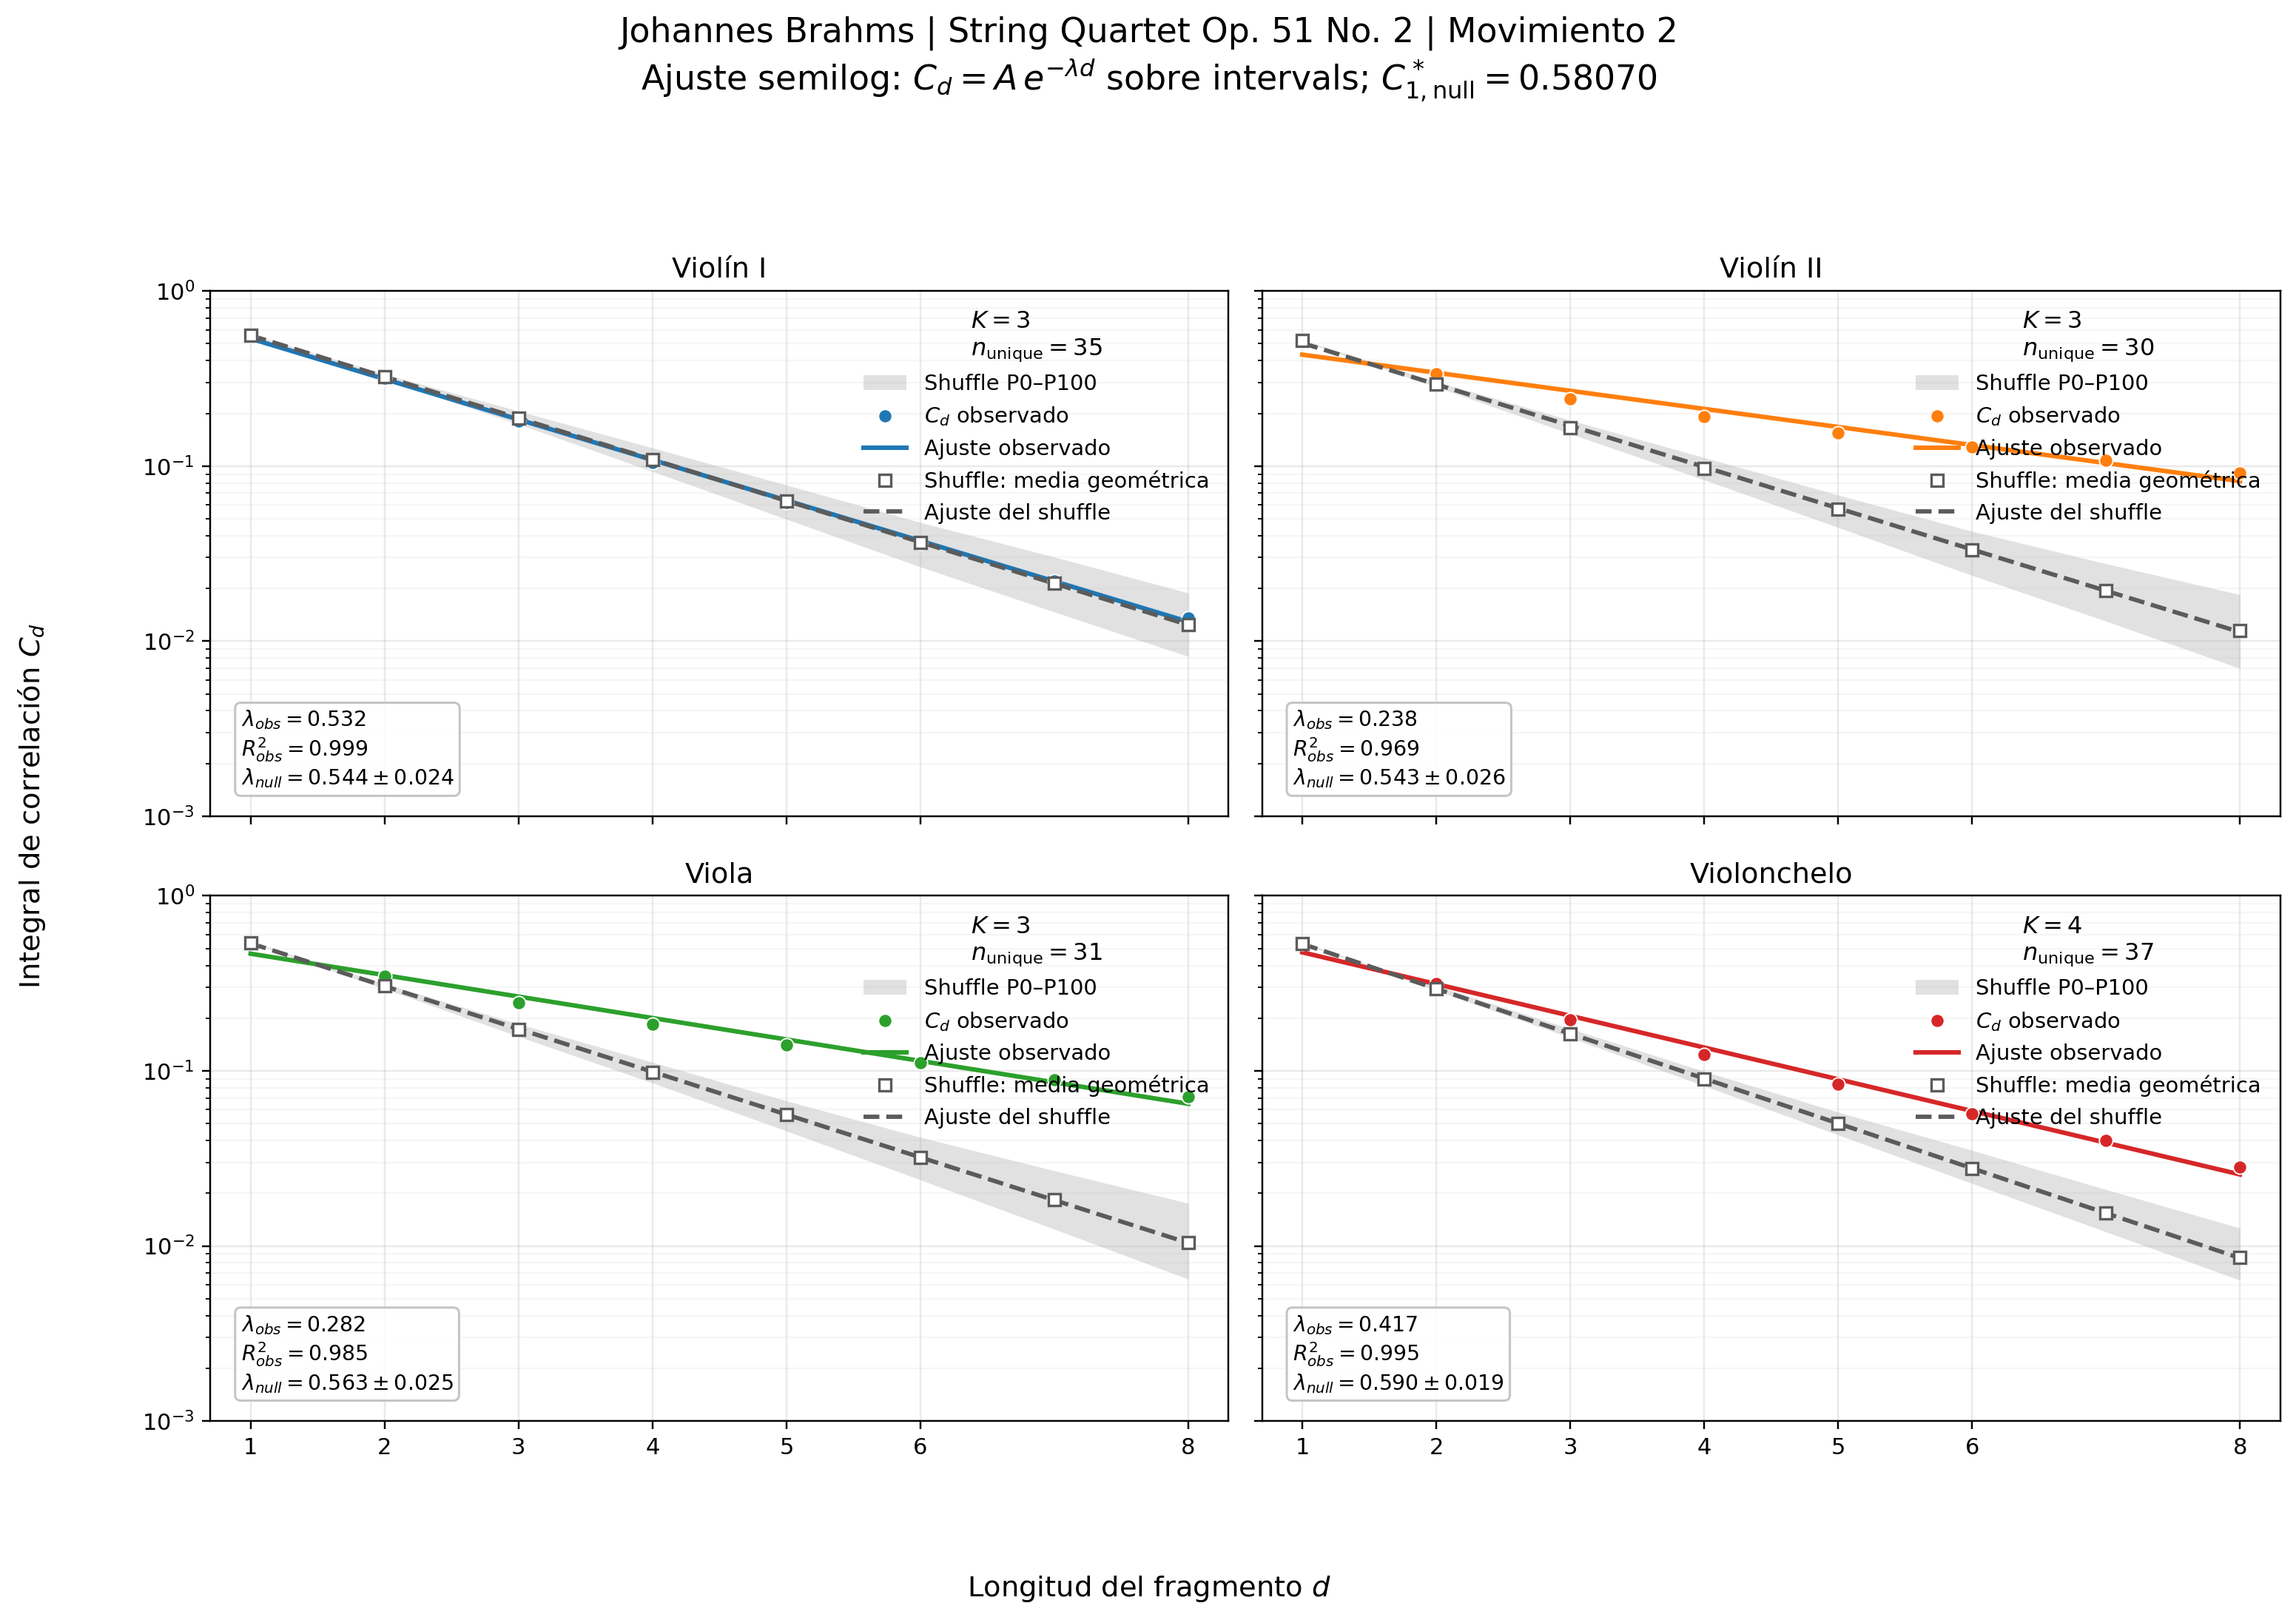 Johannes Brahms | String Quartet Op. 51 No. 2 | Movimiento 2
Ajuste semilog: $C_d = A\,e^{-\lambda d}$ sobre intervals; $C^*_{1,\mathrm{null}} = 0.58070$
Integral de correlación $C_d$
Violín I
10⁰
10⁻¹
10⁻²
10⁻³
K = 3
n_unique = 35
Shuffle P0–P100
C_d observado
Ajuste observado
Shuffle: media geométrica
Ajuste del shuffle
λ_obs = 0.532
R²_obs = 0.999
λ_null = 0.544 ± 0.024
Violín II
K = 3
n_unique = 30
Shuffle P0–P100
C_d observado
Ajuste observado
Shuffle: media geométrica
Ajuste del shuffle
λ_obs = 0.238
R²_obs = 0.969
λ_null = 0.543 ± 0.026
Viola
10⁰
10⁻¹
10⁻²
10⁻³
K = 3
n_unique = 31
Shuffle P0–P100
C_d observado
Ajuste observado
Shuffle: media geométrica
Ajuste del shuffle
λ_obs = 0.282
R²_obs = 0.985
λ_null = 0.563 ± 0.025
1 2 3 4 5 6 8
Violonchelo
K = 4
n_unique = 37
Shuffle P0–P100
C_d observado
Ajuste observado
Shuffle: media geométrica
Ajuste del shuffle
λ_obs = 0.417
R²_obs = 0.995
λ_null = 0.590 ± 0.019
1 2 3 4 5 6 8
Longitud del fragmento d